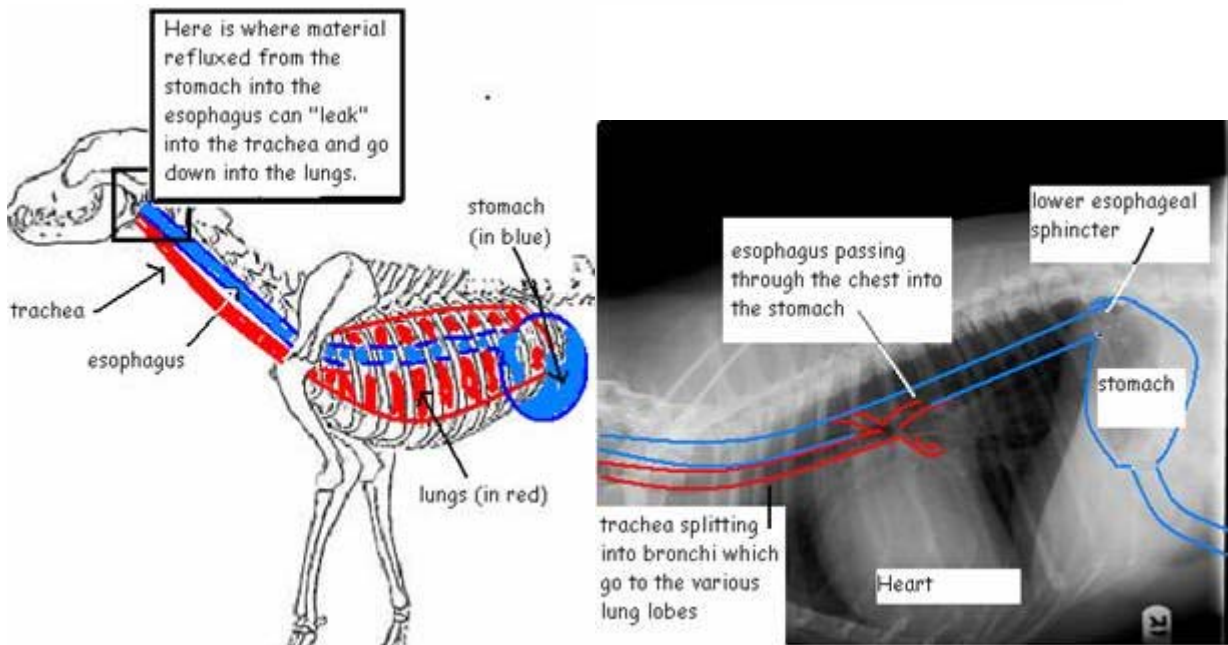 Here is where material
refluxed from the
stomach into the
esophagus can "leak"
into the trachea and go
down into the lungs.
stomach
(in blue)
trachea
esophagus
lungs (in red)
lower esophageal
sphincter
esophagus passing
through the chest into
the stomach
stomach
trachea splitting
into bronchi which
go to the various
lung lobes
Heart